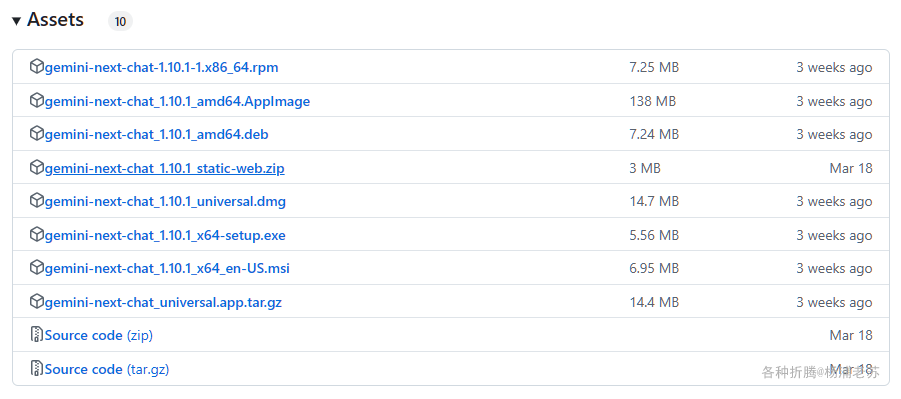 Assets 10
gemini-next-chat-1.10.1-1.x86_64.rpm 7.25 MB 3 weeks ago
gemini-next-chat_1.10.1_amd64.AppImage 138 MB 3 weeks ago
gemini-next-chat_1.10.1_amd64.deb 7.24 MB 3 weeks ago
gemini-next-chat_1.10.1_static-web.zip 3 MB Mar 18
gemini-next-chat_1.10.1_universal.dmg 14.7 MB 3 weeks ago
gemini-next-chat_1.10.1_x64-setup.exe 5.56 MB 3 weeks ago
gemini-next-chat_1.10.1_x64_en-US.msi 6.95 MB 3 weeks ago
gemini-next-chat_universal.app.tar.gz 14.4 MB 3 weeks ago
Source code (zip) Mar 18
Source code (tar.gz) Mar 18
各种折腾@杨浦老苏